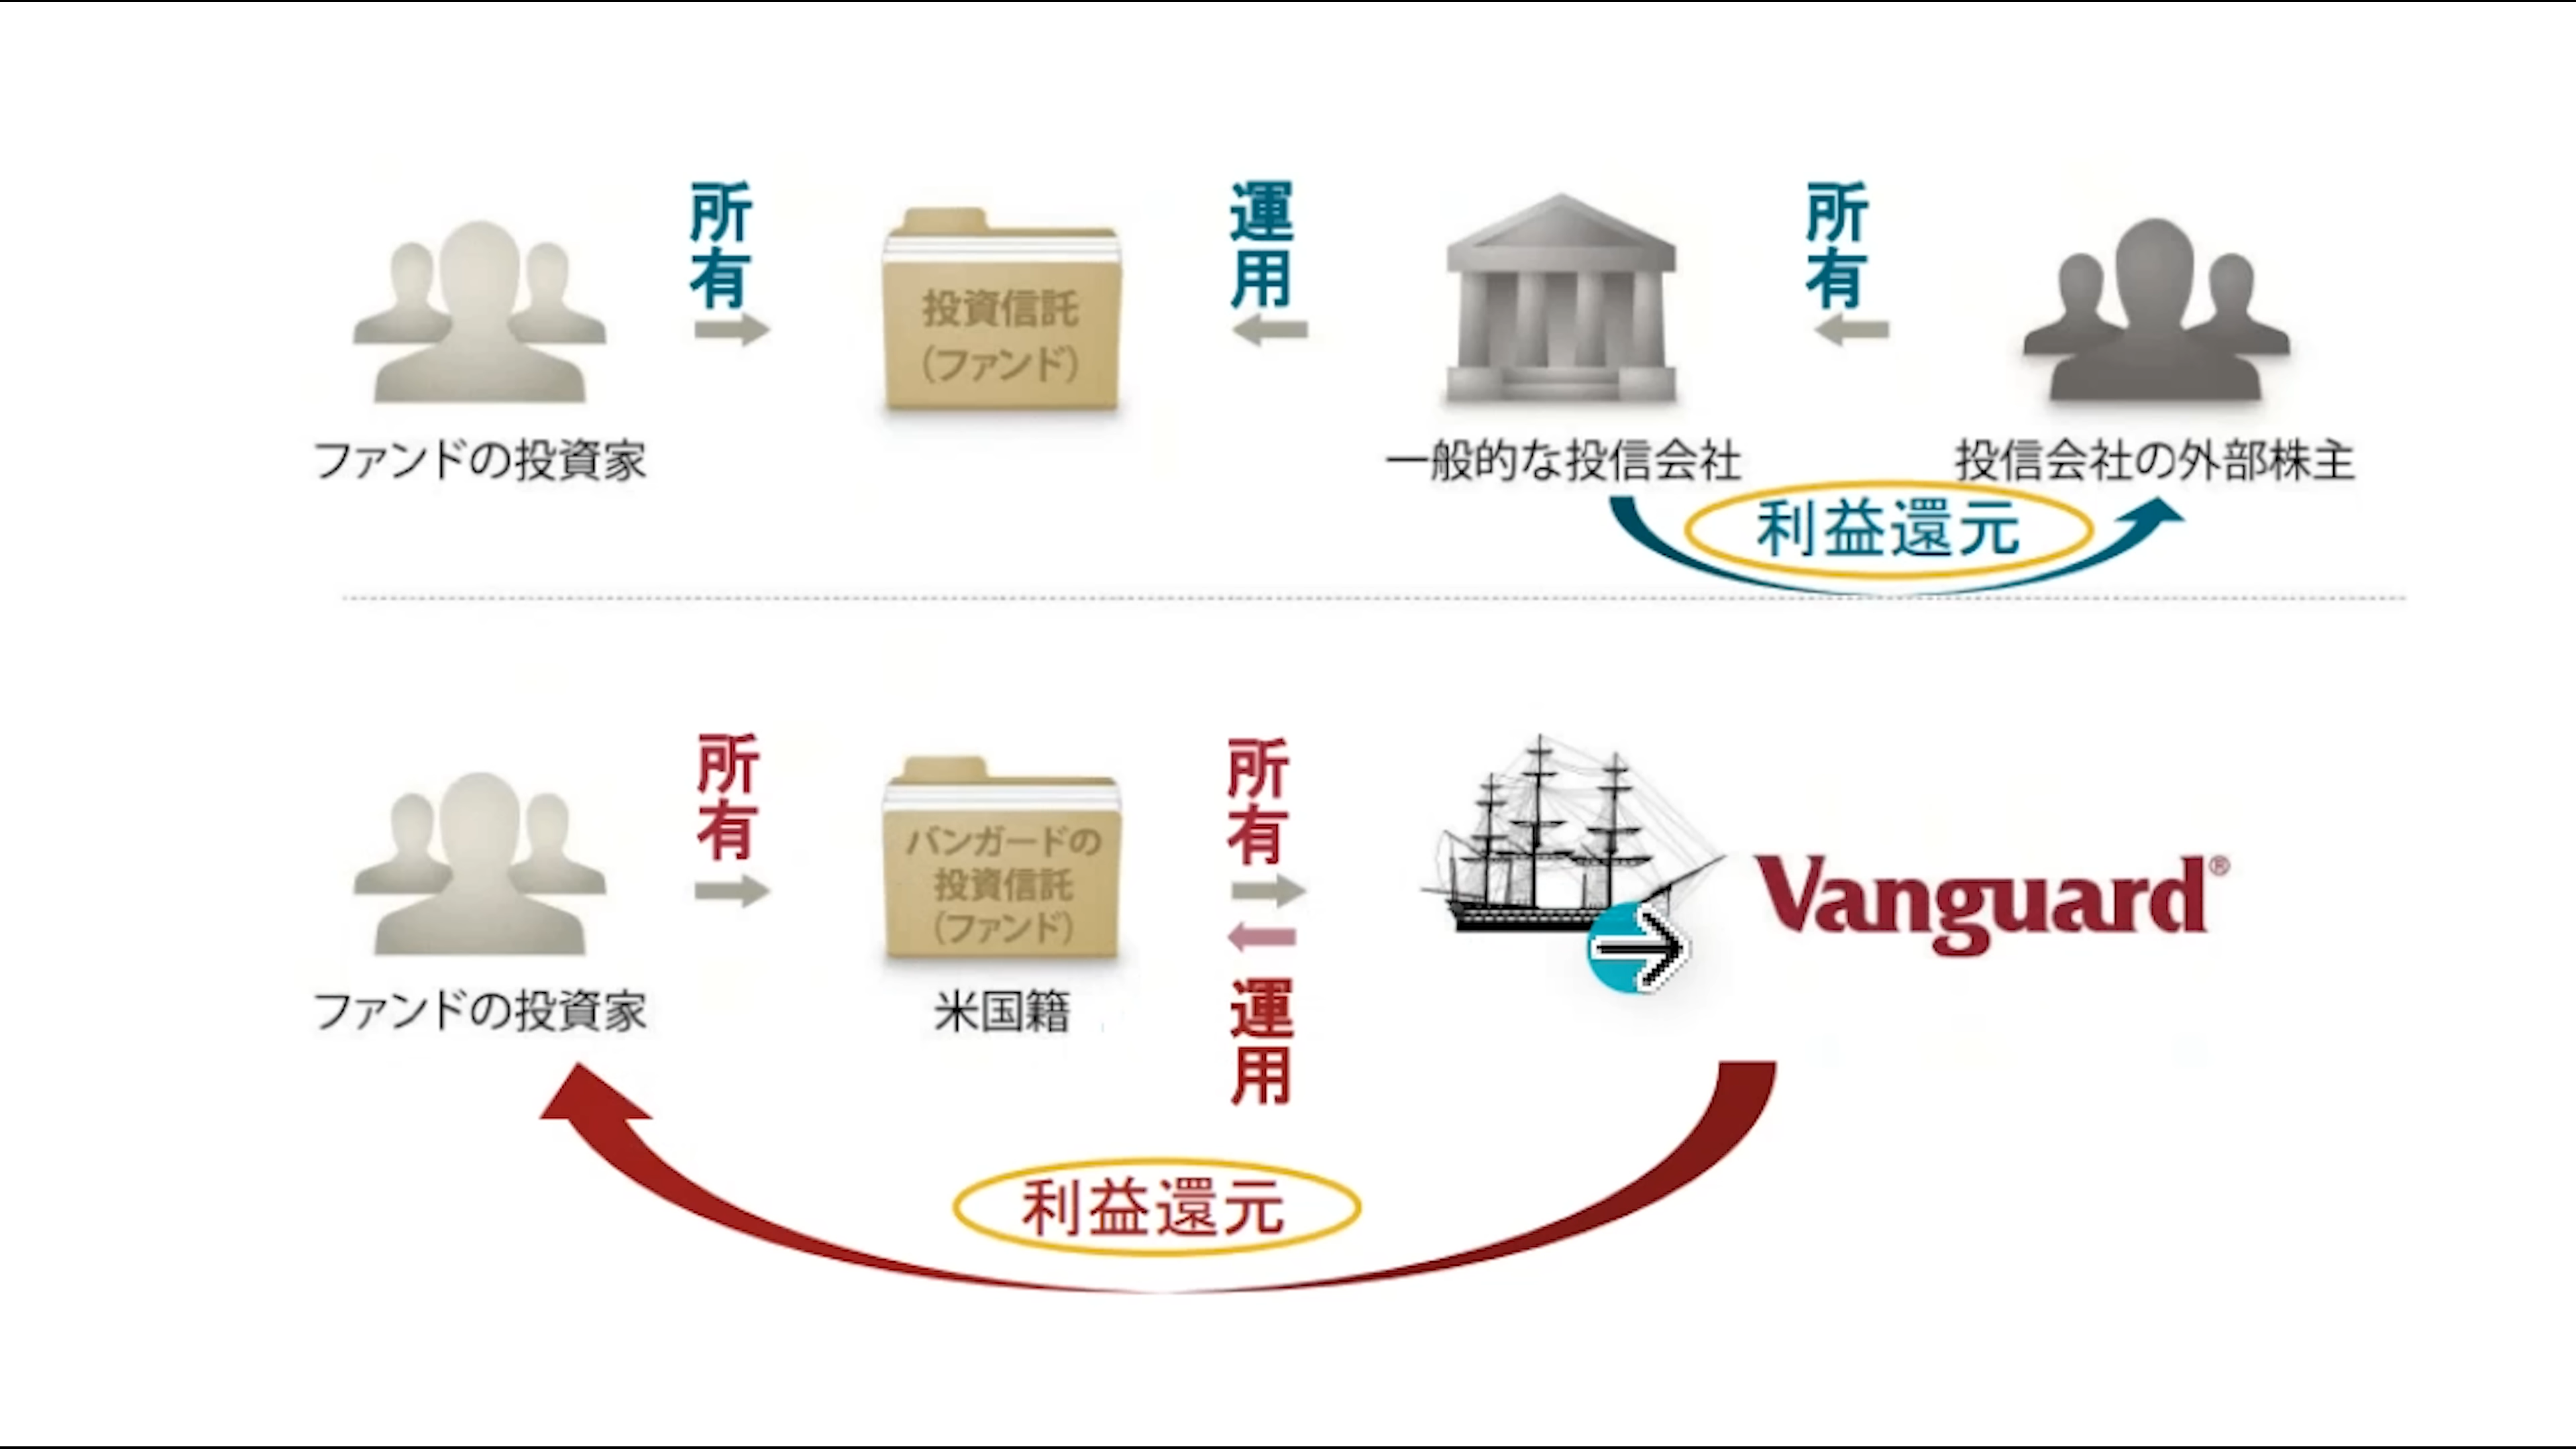 所有
運用
所有
投資信託
(ファンド)
ファンドの投資家
一般的な投信会社
投信会社の外部株主
利益還元
所有
所有
バンガードの
投資信託
(ファンド)
Vanguard®
ファンドの投資家
米国籍
運用
利益還元